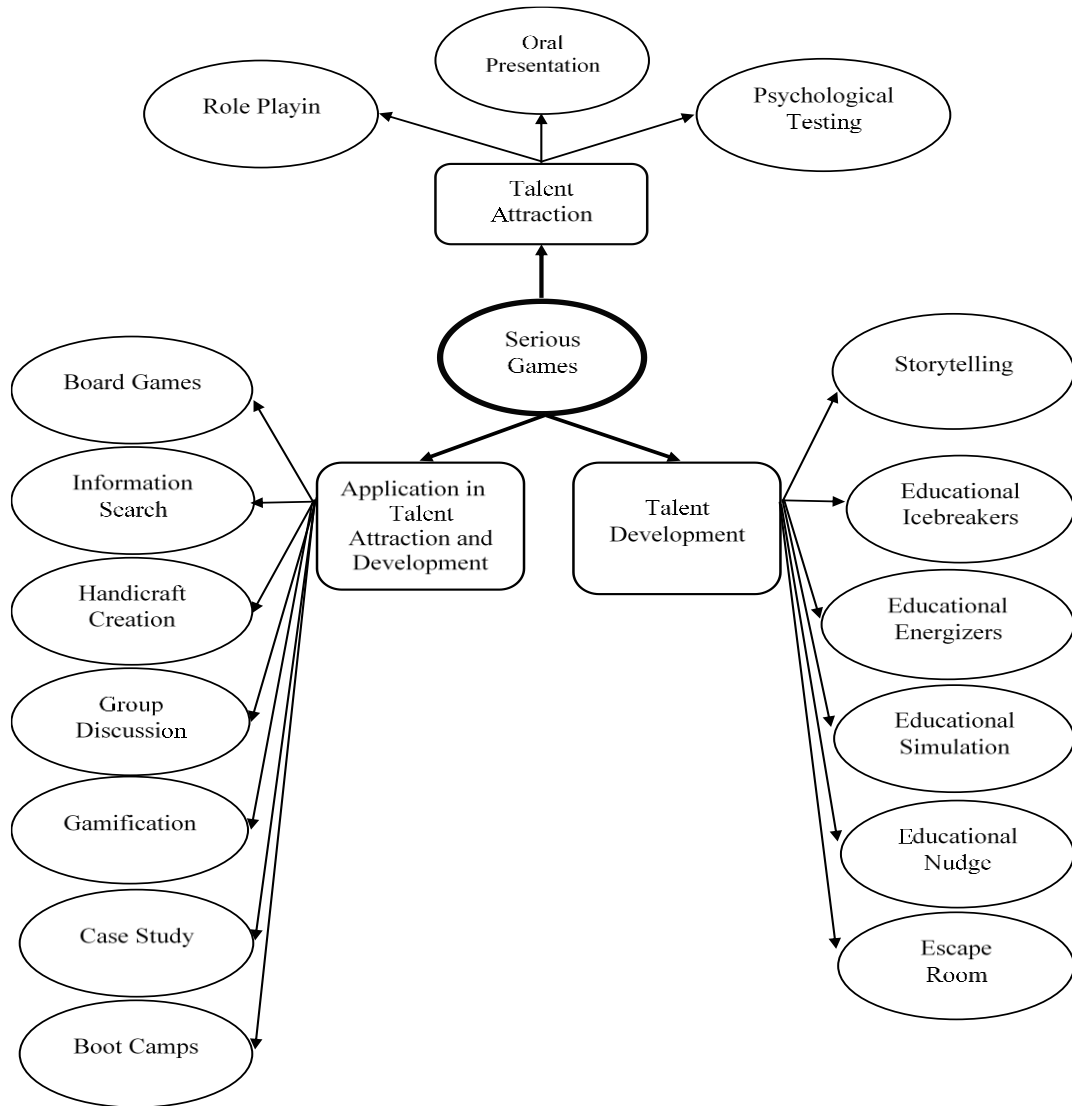 Oral
Presentation
Role Playin
Psychological
Testing
Talent
Attraction
Serious
Games
Board Games
Information
Search
Handicraft
Creation
Group
Discussion
Gamification
Case Study
Boot Camps
Application in
Talent
Attraction and
Development
Talent
Development
Storytelling
Educational
Icebreakers
Educational
Energizers
Educational
Simulation
Educational
Nudge
Escape
Room